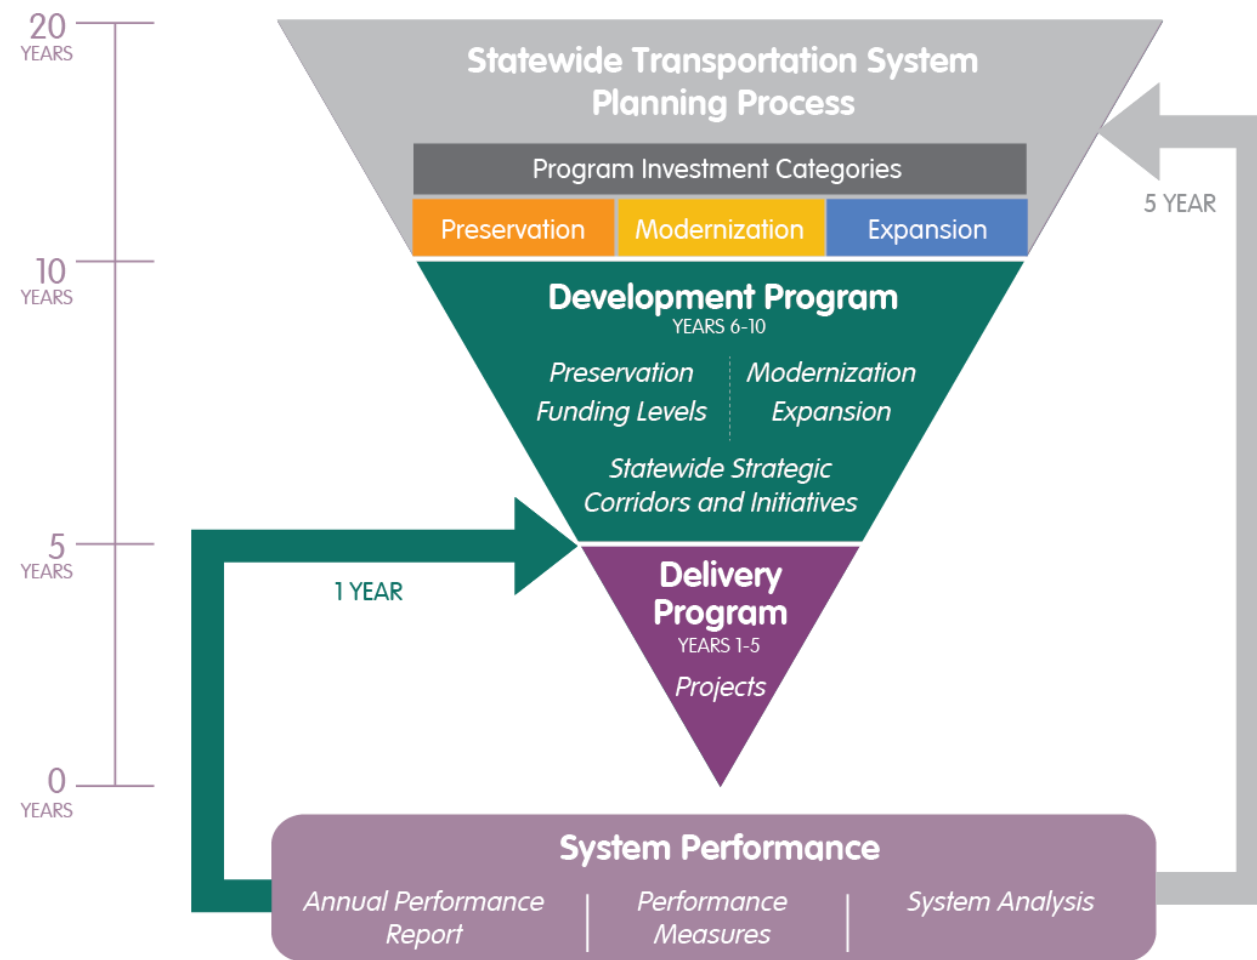 20
YEARS
Statewide Transportation System
Planning Process
Program Investment Categories
Preservation
Modernization
Expansion
5 YEAR
10
YEARS
Development Program
YEARS 6-10
Preservation
Funding Levels
Modernization
Expansion
Statewide Strategic
Corridors and Initiatives
5
YEARS
1 YEAR
Delivery
Program
YEARS 1-5
Projects
0
YEARS
System Performance
Annual Performance
Report
Performance
Measures
System Analysis